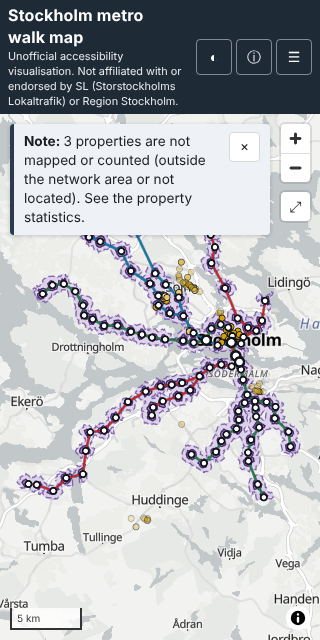 Stockholm metro
walk map
Unofficial accessibility
visualisation. Not affiliated with or
endorsed by SL (Storstockholms
Lokaltrafik) or Region Stockholm.
Note: 3 properties are not
mapped or counted (outside
the network area or not
located). See the property
statistics.
Lidingö
Drottningholm
SÖDERMALM
Ekerö
Huddinge
Tullinge
Tumba
Vidja
Vega
Handen
5 km
Ådran
Jordbro